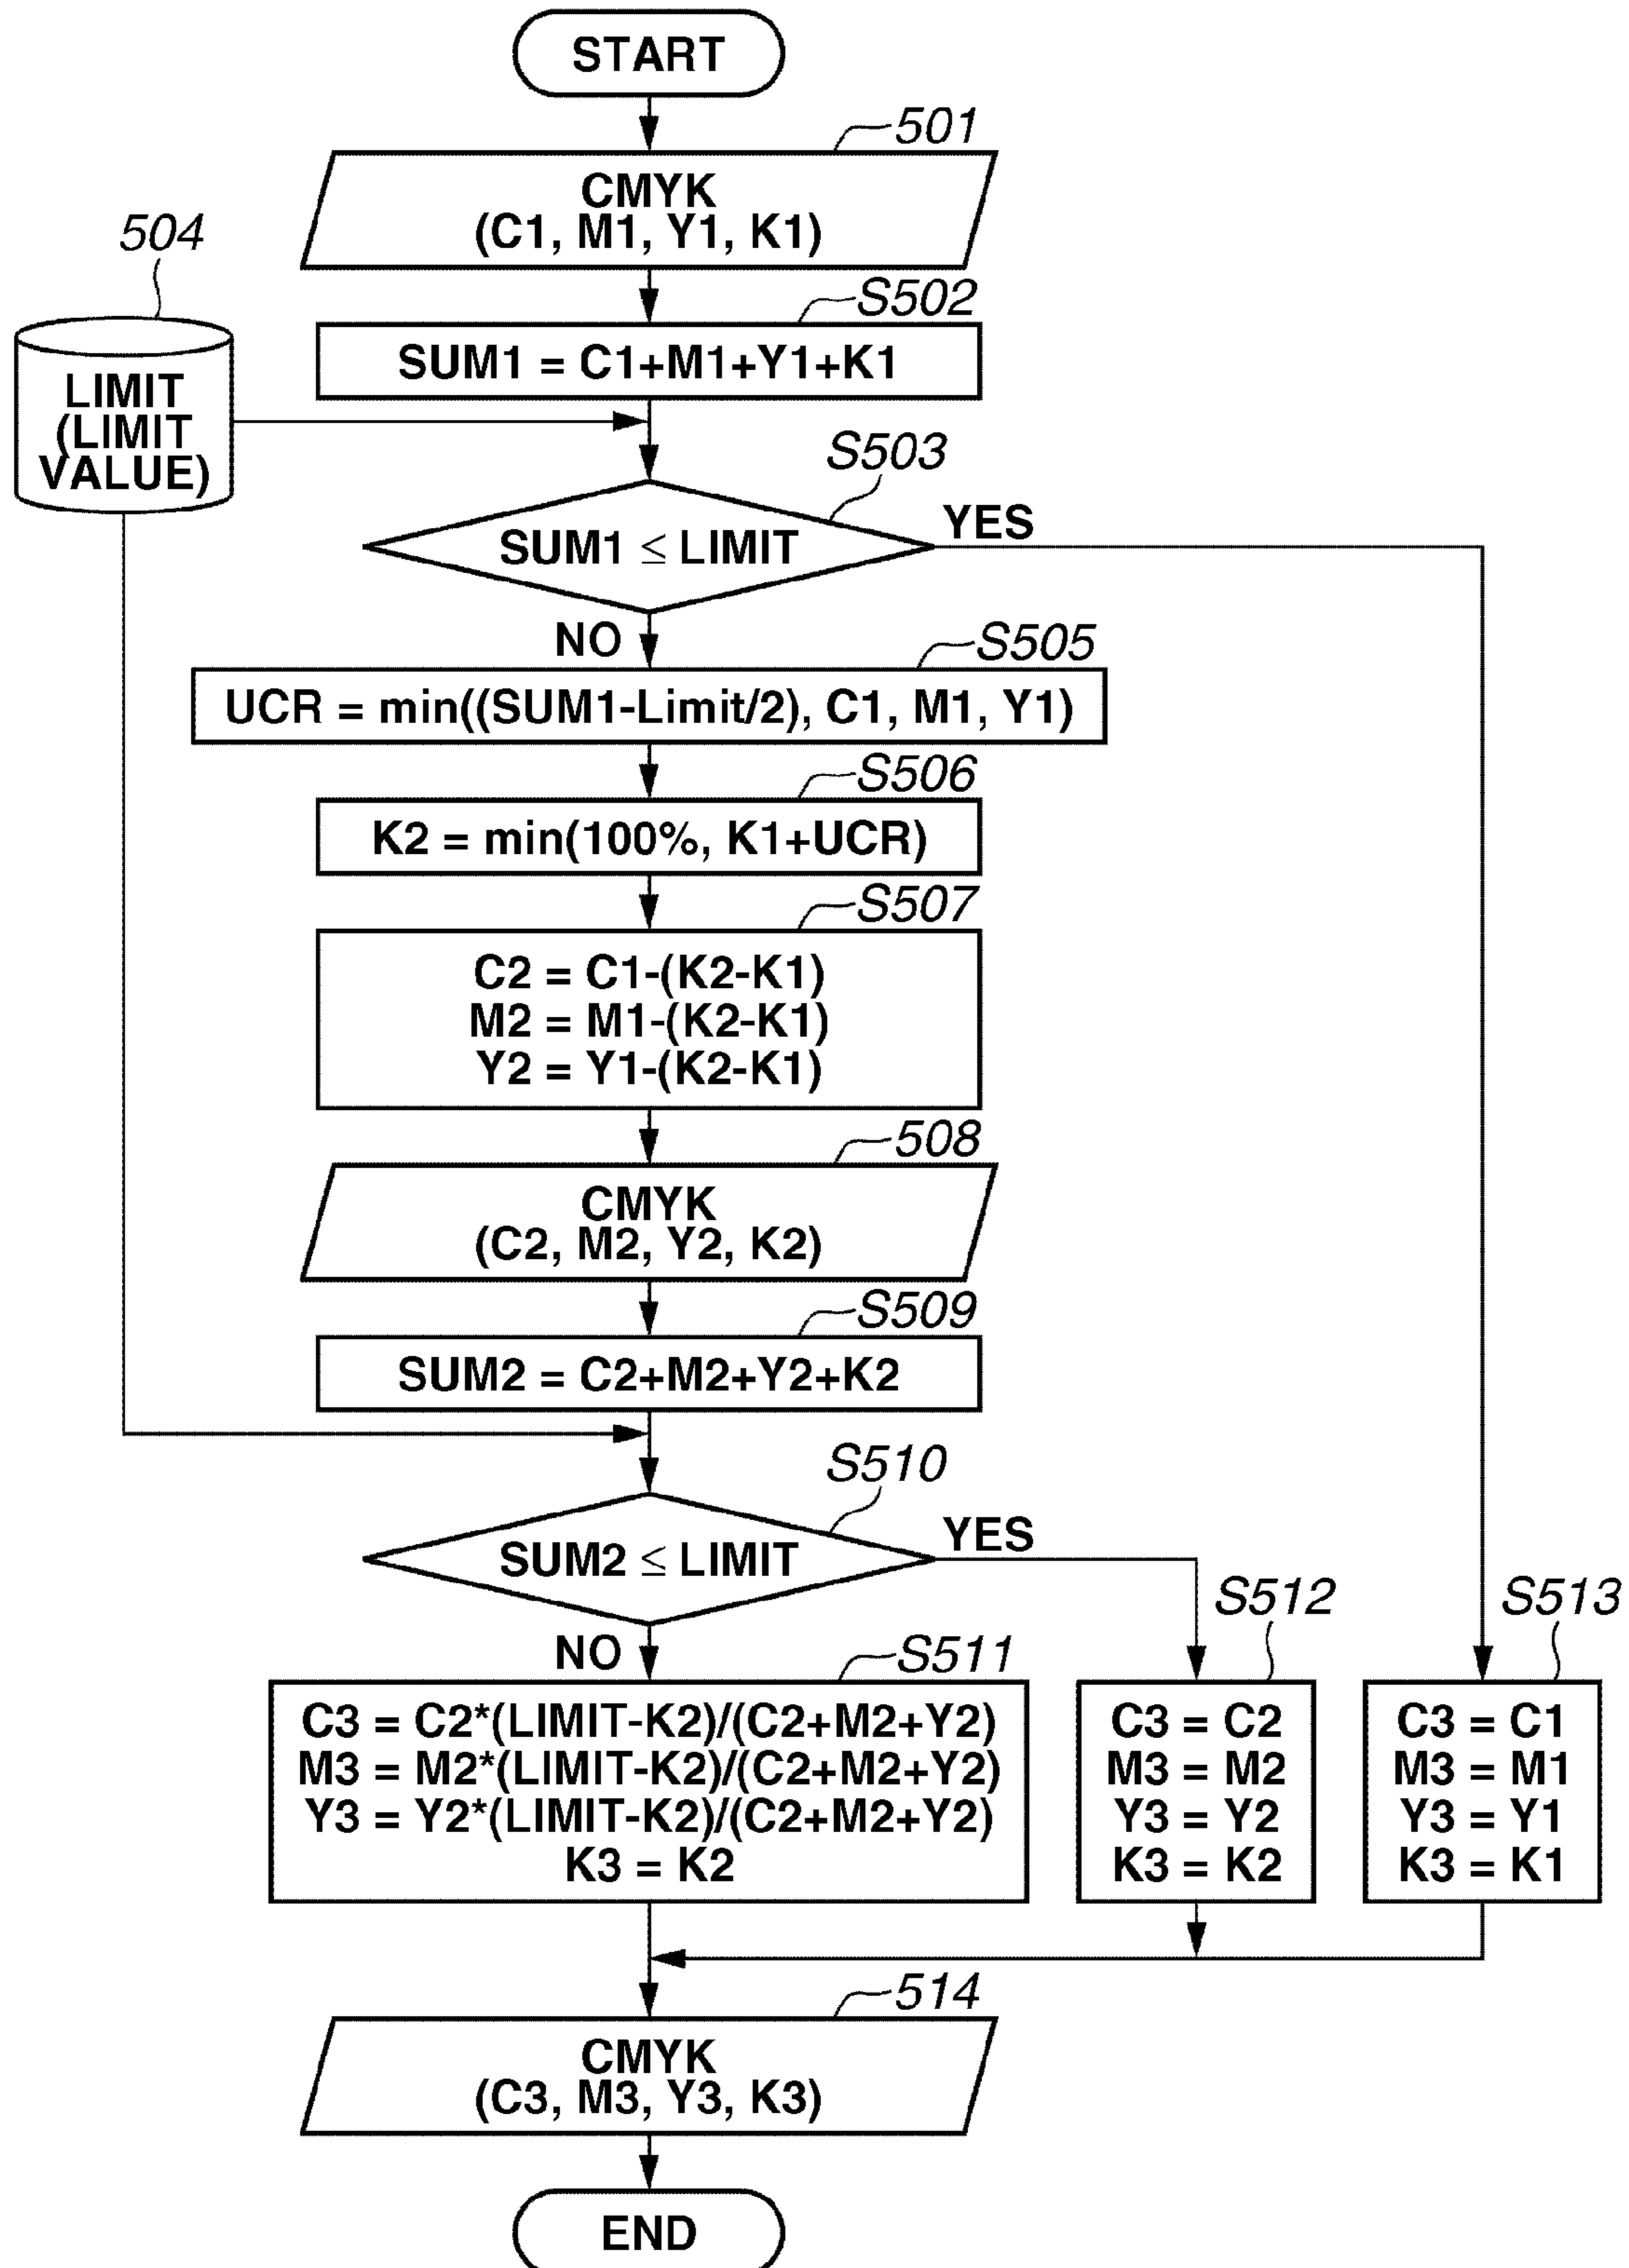 START
501
CMYK
(C1, M1, Y1, K1)
504
S502
SUM1 = C1+M1+Y1+K1
LIMIT
(LIMIT
VALUE)
S503
SUM1 ≤ LIMIT
YES
NO
S505
UCR = min((SUM1-Limit/2), C1, M1, Y1)
S506
K2 = min(100%, K1+UCR)
S507
C2 = C1-(K2-K1)
M2 = M1-(K2-K1)
Y2 = Y1-(K2-K1)
508
CMYK
(C2, M2, Y2, K2)
S509
SUM2 = C2+M2+Y2+K2
S510
SUM2 ≤ LIMIT
YES
NO
S511
C3 = C2*(LIMIT-K2)/(C2+M2+Y2)
M3 = M2*(LIMIT-K2)/(C2+M2+Y2)
Y3 = Y2*(LIMIT-K2)/(C2+M2+Y2)
K3 = K2
S512
C3 = C2
M3 = M2
Y3 = Y2
K3 = K2
S513
C3 = C1
M3 = M1
Y3 = Y1
K3 = K1
514
CMYK
(C3, M3, Y3, K3)
END